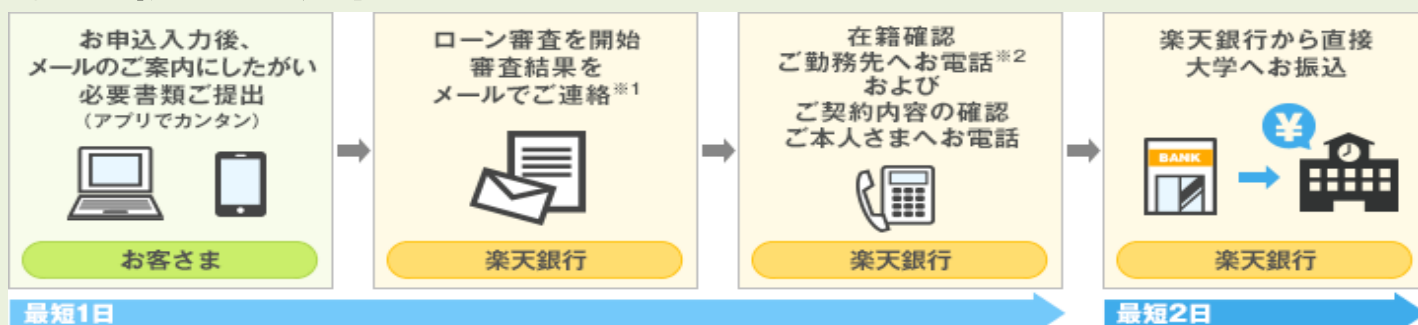 お申込入力後、
メールのご案内にしたがい
必要書類ご提出
（アプリでカンタン）
お客さま
ローン審査を開始
審査結果を
メールでご連絡※1
楽天銀行
在籍確認
ご勤務先へお電話※2
および
ご契約内容の確認
ご本人さまへお電話
楽天銀行
楽天銀行から直接
大学へお振込
BANK
¥
楽天銀行
最短1日
最短2日